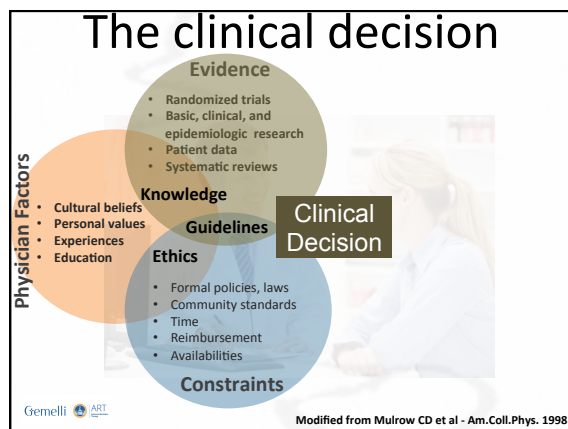 The clinical decision
Evidence
• Randomized trials
• Basic, clinical, and
epidemiologic research
• Patient data
• Systematic reviews
Physician Factors
Knowledge
• Cultural beliefs
• Personal values
• Experiences
• Education
Guidelines
Clinical
Decision
Ethics
• Formal policies, laws
• Community standards
• Time
• Reimbursement
• Availabilities
Constraints
Gemelli ART
Modified from Mulrow CD et al - Am.Coll.Phys. 1998